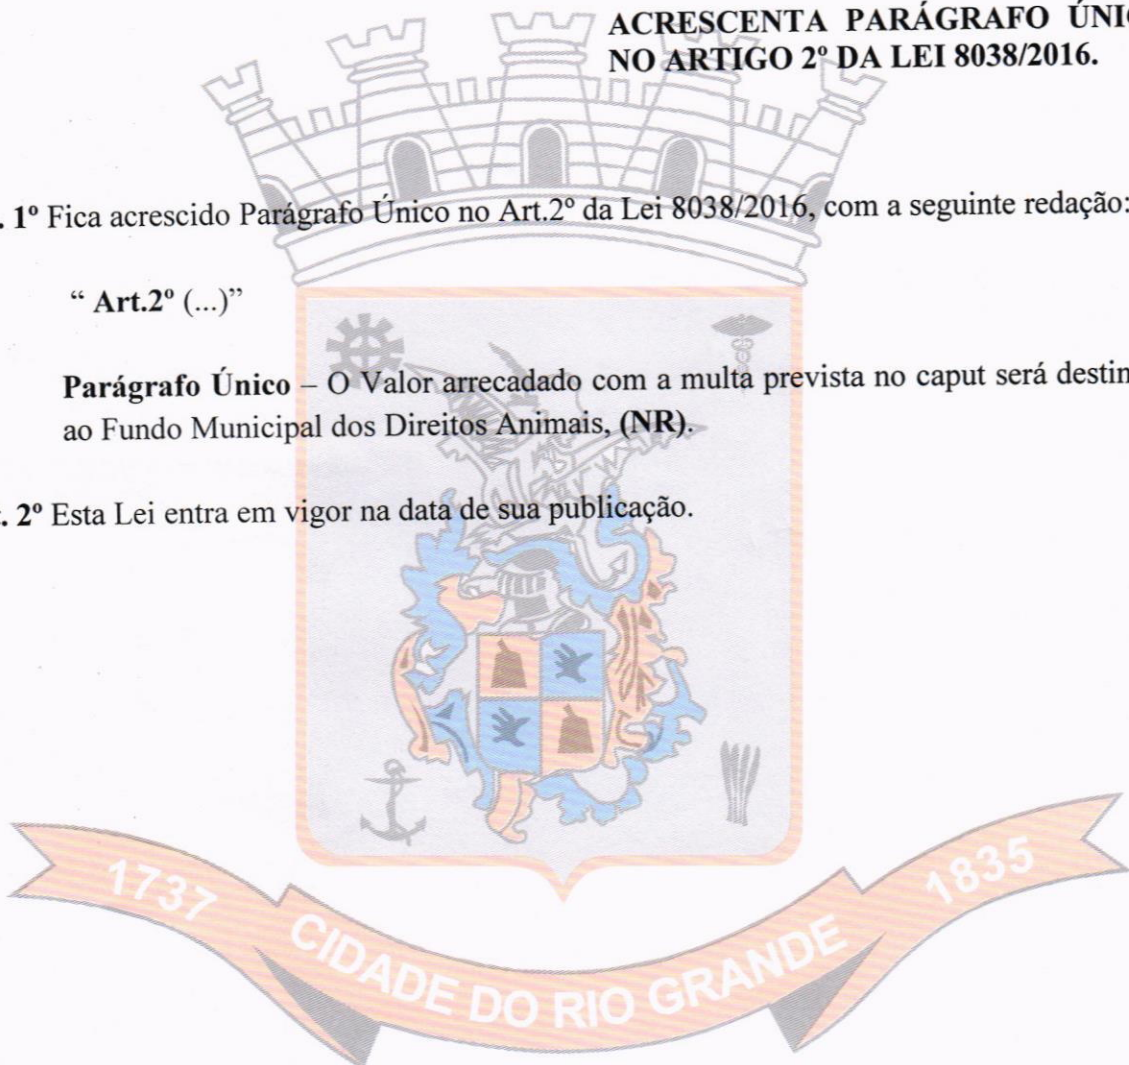 ACRESCENTA PARÁGRAFO ÚNI
NO ARTIGO 2º DA LEI 8038/2016.
. 1º Fica acrescido Parágrafo Único no Art.2º da Lei 8038/2016, com a seguinte redação:
“ Art.2º (...)”
Parágrafo Único – O Valor arrecadado com a multa prevista no caput será destin
ao Fundo Municipal dos Direitos Animais, (NR).
. 2º Esta Lei entra em vigor na data de sua publicação.
1737 CIDADE DO RIO GRANDE 1835